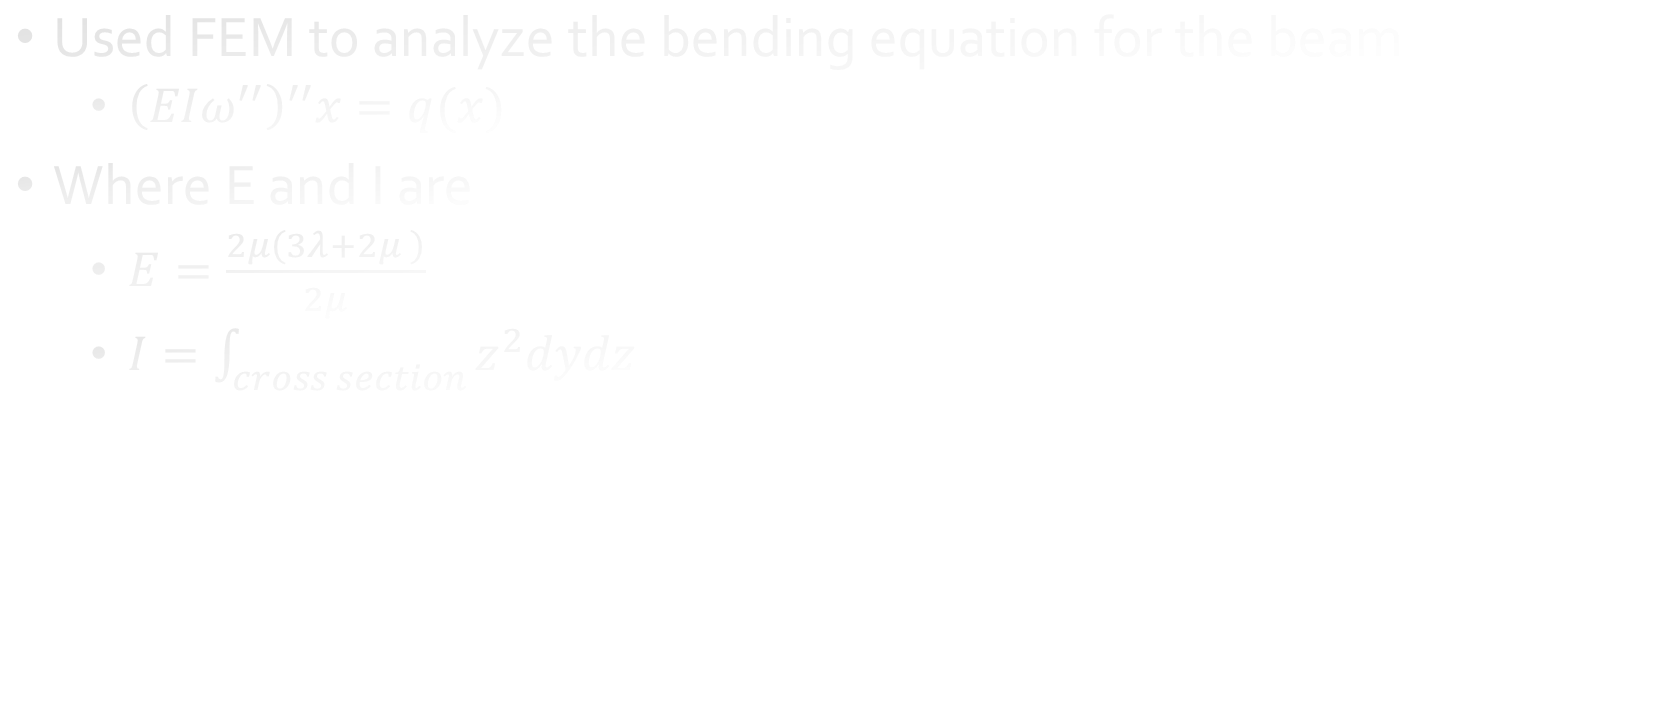 • Used FEM to analyze the bending equation for the beam
• (EIω′′)′′x = q(x)
• Where E and I are
• E = \frac{2μ(3λ+2μ )}{2μ}
• I = ∫_{cross section} z²dydz